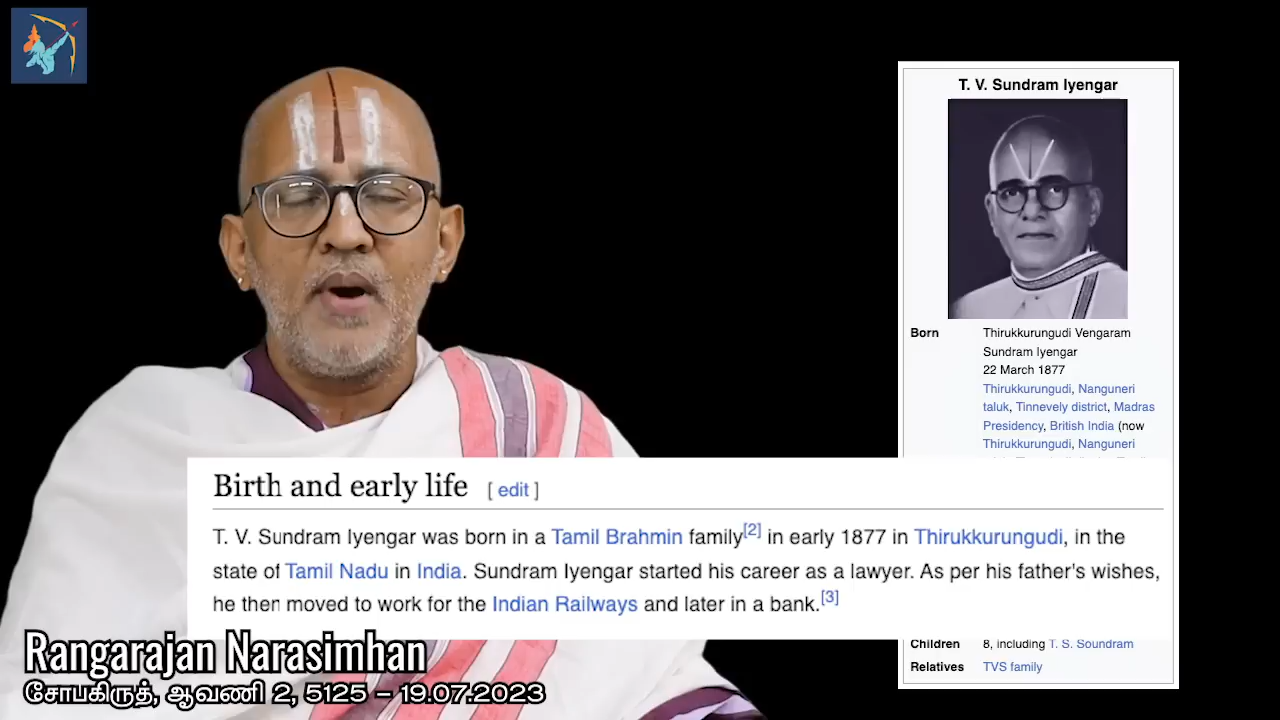 T. V. Sundram Iyengar
Born Thirukkurungudi Vengaram
Sundram Iyengar
22 March 1877
Thirukkurungudi, Nanguneri
taluk, Tinnevely district, Madras
Presidency, British India (now
Thirukkurungudi, Nanguneri
Birth and early life [ edit ]
T. V. Sundram Iyengar was born in a Tamil Brahmin family[2] in early 1877 in Thirukkurungudi, in the
state of Tamil Nadu in India. Sundram Iyengar started his career as a lawyer. As per his father's wishes,
he then moved to work for the Indian Railways and later in a bank.[3]
Children 8, including T. S. Soundram
Relatives TVS family
Rangarajan Narasimhan
சோபகிருத், ஆவணி 2, 5125 – 19.07.2023